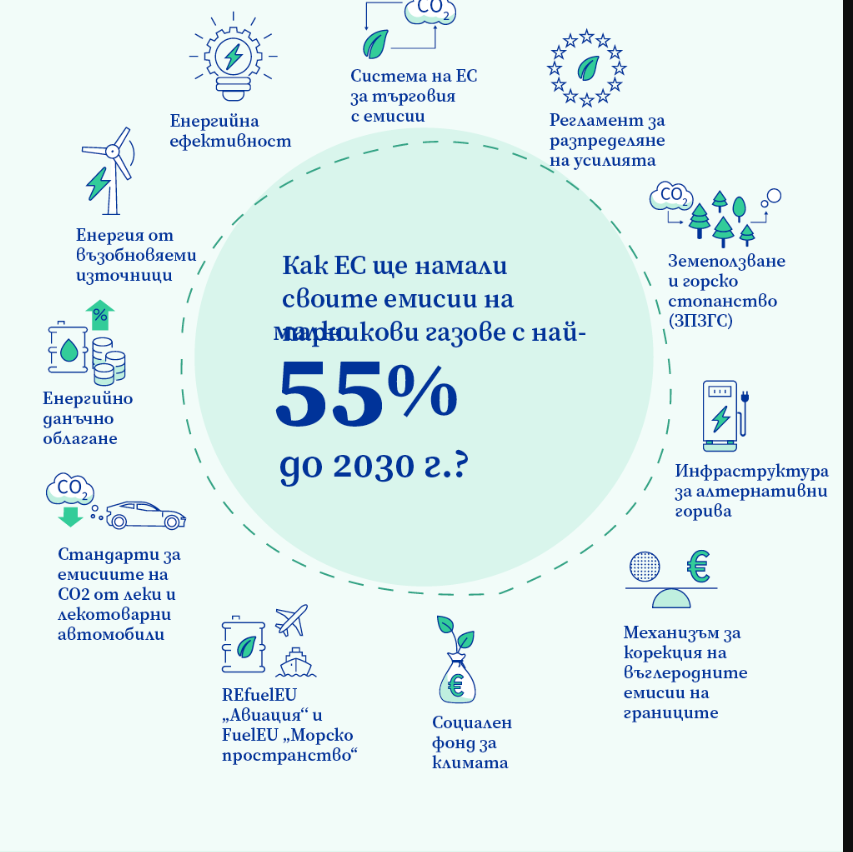 CO2
Система на ЕС
за търговия
с емисии
Регламент за
разпределяне
на усилията
CO2
Земеползване
и горско
стопанство
(ЗПЗГС)
Инфраструктура
за алтернативни
горива
€
Механизъм за
корекция на
въглеродните
емисии на
границите
€
Социален
фонд за
климата
REfuelEU
„Авиация“ и
FuelEU „Морско
пространство“
CO2
Стандарти за
емисиите на
CO2 от леки и
лекотоварни
автомобили
%
Енергийно
данъчно
облагане
Енергия от
възобновяеми
източници
Енергийна
ефективност
Как ЕС ще намали
своите емисии на
парникови газове с най-
малко
55%
до 2030 г.?